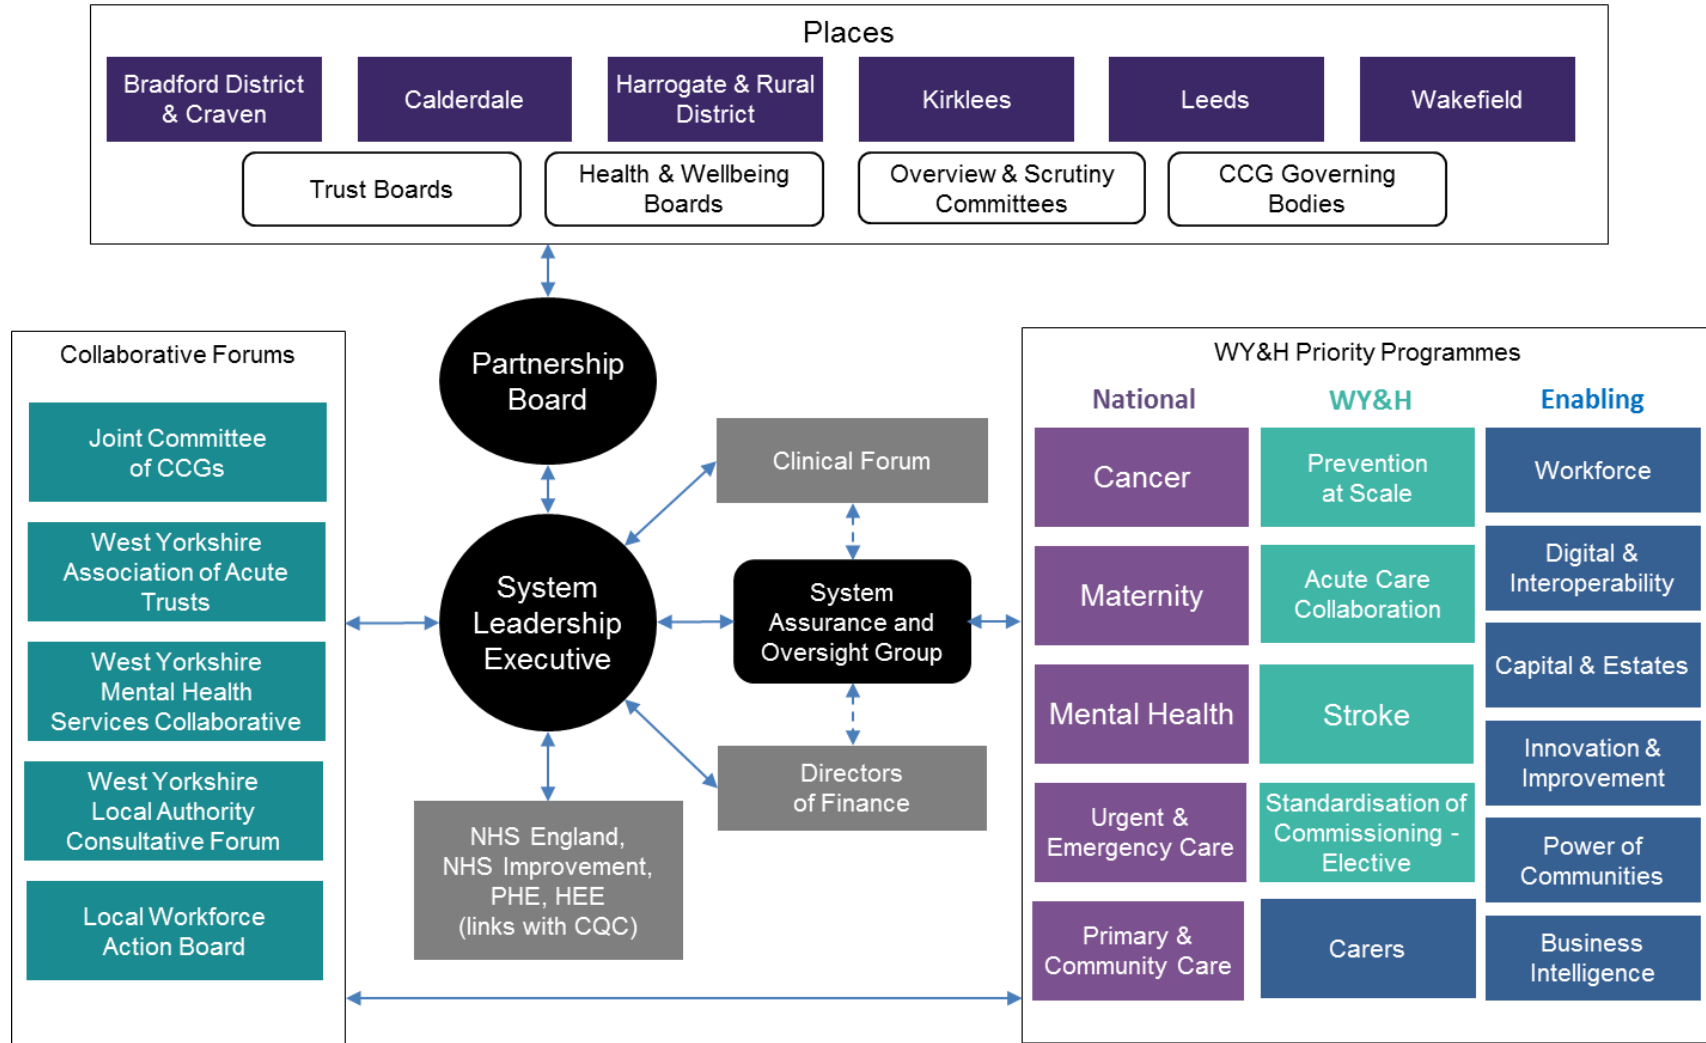 Places
Bradford District
& Craven
Calderdale
Harrogate & Rural
District
Kirklees
Leeds
Wakefield
Trust Boards
Health & Wellbeing
Boards
Overview & Scrutiny
Committees
CCG Governing
Bodies
Partnership
Board
Collaborative Forums
Joint Committee
of CCGs
West Yorkshire
Association of Acute
Trusts
West Yorkshire
Mental Health
Services Collaborative
West Yorkshire
Local Authority
Consultative Forum
Local Workforce
Action Board
System
Leadership
Executive
Clinical Forum
System
Assurance and
Oversight Group
Directors
of Finance
NHS England,
NHS Improvement,
PHE, HEE
(links with CQC)
WY&H Priority Programmes
National
Cancer
Maternity
Mental Health
Urgent &
Emergency Care
Primary &
Community Care
WY&H
Prevention
at Scale
Acute Care
Collaboration
Stroke
Standardisation of
Commissioning -
Elective
Carers
Enabling
Workforce
Digital &
Interoperability
Capital & Estates
Innovation &
Improvement
Power of
Communities
Business
Intelligence